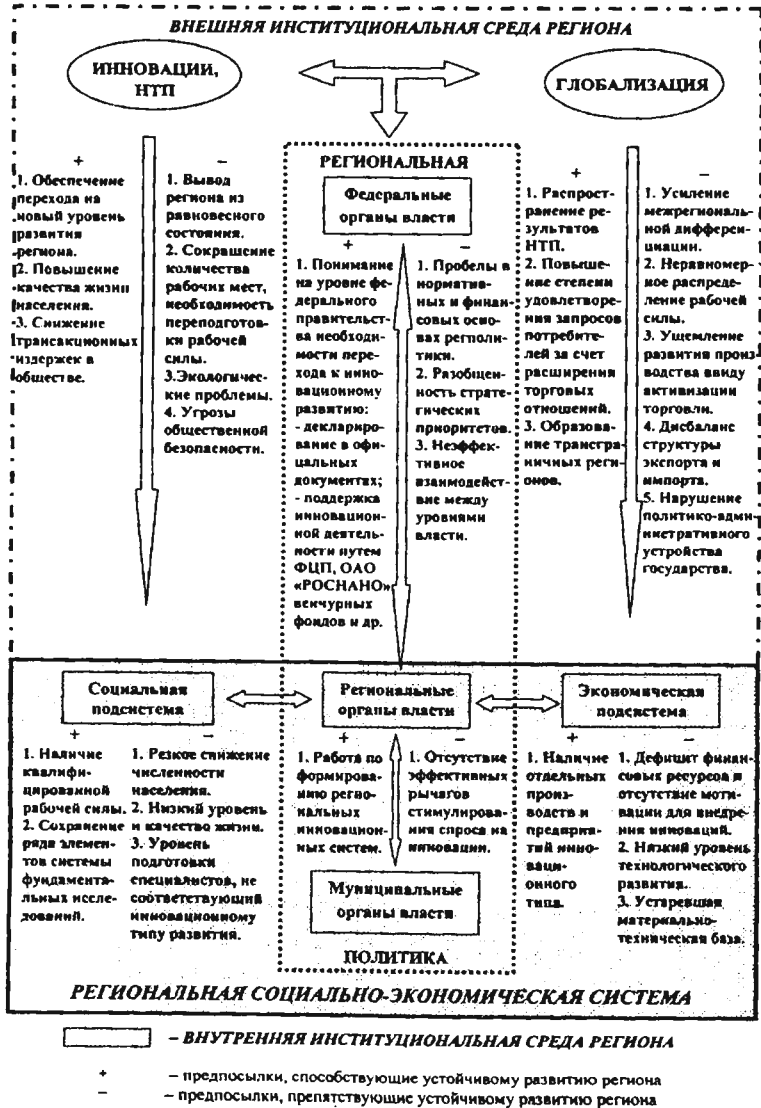 ВНЕШНЯЯ ИНСТИТУЦИОНАЛЬНАЯ СРЕДА РЕГИОНА
ИННОВАЦИИ,
НТП
ГЛОБАЛИЗАЦИЯ
+
1. Обеспечение
перехода на
новый уровень
развития
региона.
2. Повышение
качества жизни
населения.
3. Снижение
трансакционных
издержек в
обществе.
–
1. Вывод
региона из
равновесного
состояния.
2. Сокращение
количества
рабочих мест,
необходимость
переподготов-
ки рабочей
силы.
3.Экологичес-
кие проблемы.
4. Угрозы
общественной
безопасности.
РЕГИОНАЛЬНАЯ
Федеральные
органы власти
+
1. Понимание
на уровне фе-
дерального
правительст-
ва необходи-
мости пере-
хода к инно-
вационному
развитию:
- декларирo-
вание в офи-
циальных
документах;
- поддержка
инновацион-
ной деятель-
ности путем
ФЦП, ОАО
«РОСНАНО»
венчурных
фондов и др.
–
1. Пробелы в
норматив-
ных и финан-
совых основах
регполи-
тики.
2. Разобщен-
ность страте-
гических
приоритетов.
3. Неэффек-
тивное
взаимодейст-
вие между
уровнями
власти.
+
1. Распрост-
ранение ре-
зультатов
НТП.
2. Повыше-
ние степени
удовлетворе-
ния запросов
потребите-
лей за счет
расширения
торговых
отношений.
3. Образова-
ние трансгра-
ничных реги-
онов.
–
1. Усиление
межрегиональ-
ной дифферен-
циации.
2. Неравномер-
ное распреде-
ление рабочей
силы.
3. Ущемление
развития произ-
водства ввиду
активизации
торговли.
4. Дисбаланс
структуры
экспорта и
импорта.
5. Нарушение
политико-адми-
нистративного
устройства
государства.
Социальная
подсистема
Региональные
органы власти
Экономическая
подсистема
+
1. Наличие
квалифи-
цированной
рабочей силы.
2. Сохранение
ряда элемен-
тов системы
фундамента-
льных иссле-
дований.
–
1. Резкое снижение
численности
населения.
2. Низкий уровень
и качество жизни.
3. Уровень
подготовки
специалистов, не
соответствующий
инновационному
типу развития.
+
1. Работа по
формирова-
нию регио-
нальных
инновацион-
ных систем.
–
1. Отсутствие
эффективных
рычагов
стимулирова-
ния спроса на
инновации.
Муниципальные
органы власти
ПОЛИТИКА
+
1. Наличие
отдельных
произ-
водств и
предприя-
тий иннo-
ваци-
онного
типа.
–
1. Дефицит финан-
совых ресурсов и
отсутствие моти-
вации для внедре-
ния инноваций.
2. Низкий уровень
технологического
развития.
3. Устаревшая
материально-
техническая база.
РЕГИОНАЛЬНАЯ СОЦИАЛЬНО-ЭКОНОМИЧЕСКАЯ СИСТЕМА
– ВНУТРЕННЯЯ ИНСТИТУЦИОНАЛЬНАЯ СРЕДА РЕГИОНА
+ – предпосылки, способствующие устойчивому развитию региона
– – предпосылки, препятствующие устойчивому развитию региона